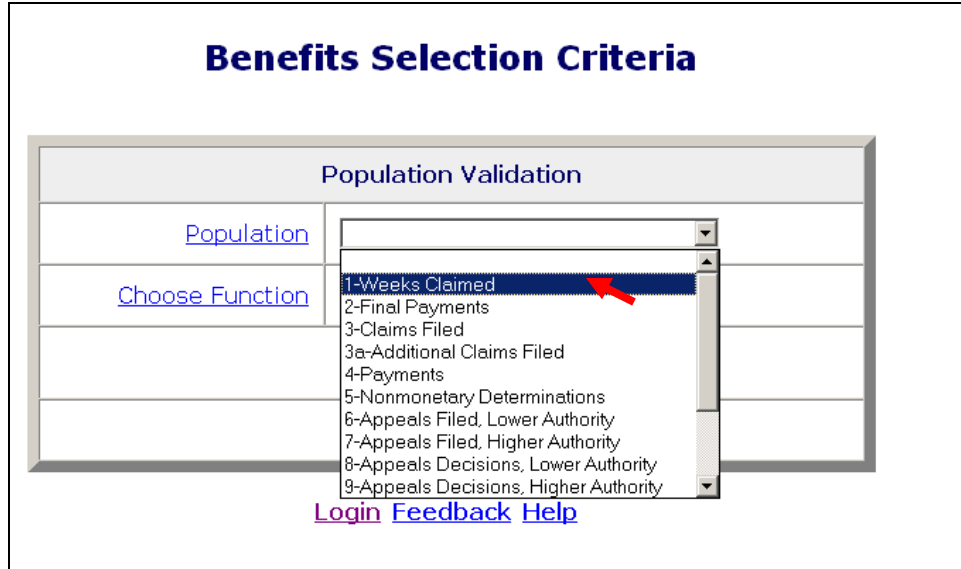 Benefits Selection Criteria
Population Validation
Population
Choose Function
1-Weeks Claimed
2-Final Payments
3-Claims Filed
3a-Additional Claims Filed
4-Payments
5-Nonmonetary Determinations
6-Appeals Filed, Lower Authority
7-Appeals Filed, Higher Authority
8-Appeals Decisions, Lower Authority
9-Appeals Decisions, Higher Authority
Login Feedback Help